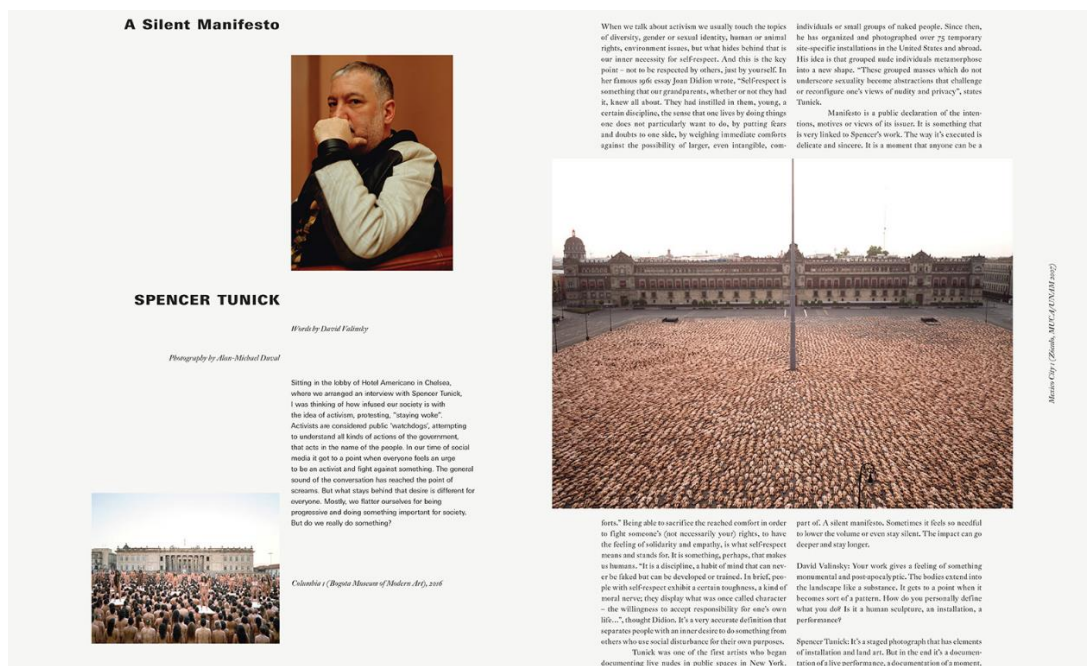 A Silent Manifesto
SPENCER TUNICK
Words by David Valinsky
Photography by Alan-Michael Duval
Sitting in the lobby of Hotel Americano in Chelsea,
where we arranged an interview with Spencer Tunick,
I was thinking of how infused our society is with
the idea of activism, protesting, "staying woke".
Activists are considered public 'watchdogs', attempting
to understand all kinds of actions of the government,
that acts in the name of the people. In our time of social
media it got to a point when everyone feels an urge
to be an activist and fight against something. The general
sound of the conversation has reached the point of
screams. But what stays behind that desire is different for
everyone. Mostly, we flatter ourselves for being
progressive and doing something important for society.
But do we really do something?
Columbia 1 (Bogota Museum of Modern Art), 2016
When we talk about activism we usually touch the topics
of diversity, gender or sexual identity, human or animal
rights, environment issues, but what hides behind that is
our inner necessity for self-respect. And this is the key
point – not to be respected by others, just by yourself. In
her famous 1961 essay Joan Didion wrote, "Self-respect is
something that our grandparents, whether or not they had
it, knew all about. They had instilled in them, young, a
certain discipline, the sense that one lives by doing things
one does not particularly want to do, by putting fears
and doubts to one side, by weighing immediate comforts
against the possibility of larger, even intangible, com-
forts." Being able to sacrifice the reached comfort in order
to fight someone's (not necessarily your) rights, to have
the feeling of solidarity and empathy, is what self-respect
means and stands for. It is something, perhaps, that makes
us humans. "It is a discipline, a habit of mind that can nev-
er be faked but can be developed or trained. In brief, peo-
ple with self-respect exhibit a certain toughness, a kind of
moral nerve; they display what was once called character
– the willingness to accept responsibility for one's own
life...", thought Didion. It's a very accurate definition that
separates people with an inner desire to do something from
others who use social disturbance for their own purposes.
Tunick was one of the first artists who began
documenting live nudes in public spaces in New York,
individuals or small groups of naked people. Since then,
he has organized and photographed over 75 temporary
site-specific installations in the United States and abroad.
His idea is that grouped nude individuals metamorphose
into a new shape. "These grouped masses which do not
underscore sexuality become abstractions that challenge
or reconfigure one's views of nudity and privacy", states
Tunick.
Manifesto is a public declaration of the inten-
tions, motives or views of its issuer. It is something that
is very linked to Spencer's work. The way it's executed is
delicate and sincere. It is a moment that anyone can be a
part of. A silent manifesto. Sometimes it feels so needful
to lower the volume or even stay silent. The impact can go
deeper and stay longer.
David Valinsky: Your work gives a feeling of something
monumental and post-apocalyptic. The bodies extend into
the landscape like a substance. It gets to a point when it
becomes sort of a pattern. How do you personally define
what you do? Is it a human sculpture, an installation, a
performance?
Spencer Tunick: It's a staged photograph that has elements
of installation and land art. But in the end it's a documen-
tation of a live performance, a documentation of a moment,
Mexico City 1 (Zócalo, MUCA/UNAM 2007)